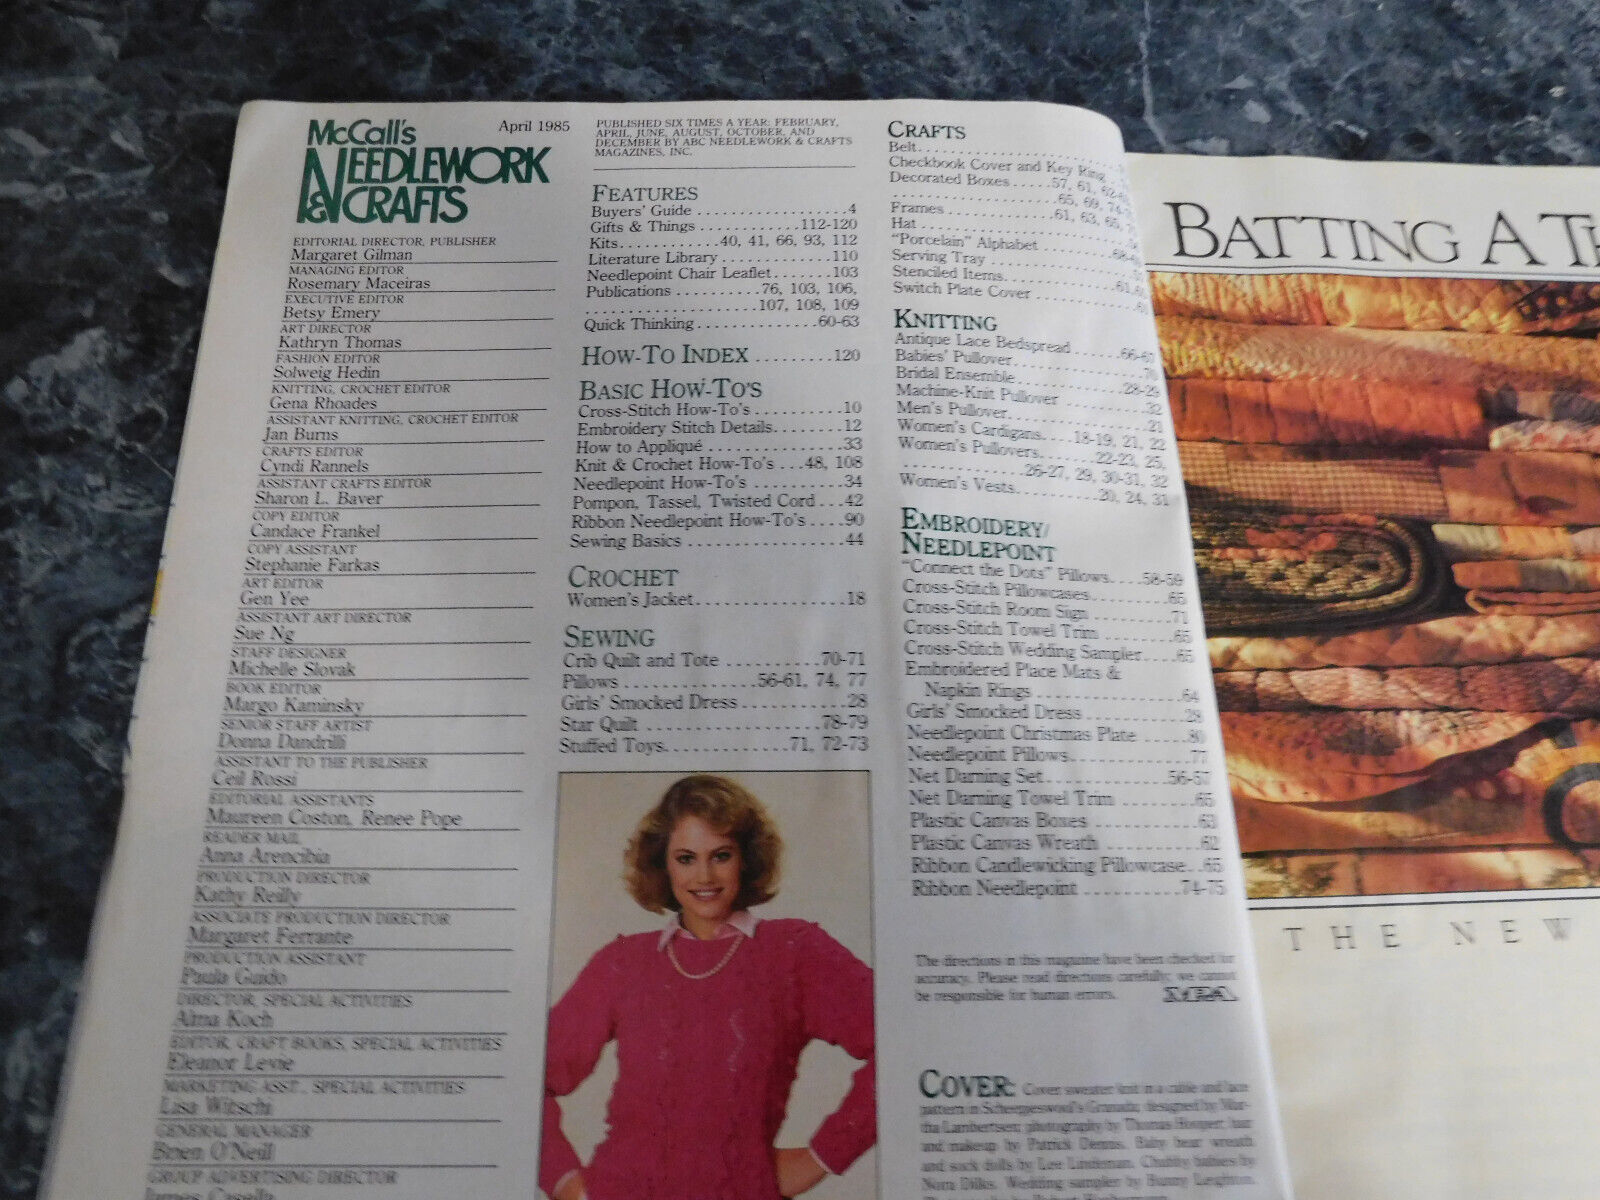 McCall's
NEEDLEWORK
& CRAFTS
April 1985
EDITORIAL DIRECTOR, PUBLISHER
Margaret Gilman
MANAGING EDITOR
Rosemary Maceiras
EXECUTIVE EDITOR
Betsy Emery
ART DIRECTOR
Kathryn Thomas
FASHION EDITOR
Solweig Hedin
KNITTING, CROCHET EDITOR
Gena Rhoades
ASSISTANT KNITTING, CROCHET EDITOR
Jan Burns
CRAFTS EDITOR
Cyndi Rannels
ASSISTANT CRAFTS EDITOR
Sharon L. Baver
COPY EDITOR
Candace Frankel
COPY ASSISTANT
Stephanie Farkas
ART EDITOR
Gen Yee
ASSISTANT ART DIRECTOR
Sue Ng
STAFF DESIGNER
Michelle Slovak
BOOK EDITOR
Margo Kaminsky
SENIOR STAFF ARTIST
Donna Dandrilli
ASSISTANT TO THE PUBLISHER
Ceil Rossi
EDITORIAL ASSISTANTS
Maureen Coston, Renee Pope
READER MAIL
Anna Arencibia
PRODUCTION DIRECTOR
Kathy Reilly
ASSOCIATE PRODUCTION DIRECTOR
Margaret Ferrante
PRODUCTION ASSISTANT
Paula Guido
DIRECTOR, SPECIAL ACTIVITIES
Alma Koch
EDITOR, CRAFT BOOKS, SPECIAL ACTIVITIES
Eleanor Levie
MARKETING ASST., SPECIAL ACTIVITIES
Lisa Witschi
GENERAL MANAGER
Brien O'Neill
GROUP ADVERTISING DIRECTOR
James Casella
PUBLISHED SIX TIMES A YEAR: FEBRUARY,
APRIL, JUNE, AUGUST, OCTOBER, AND
DECEMBER BY ABC NEEDLEWORK & CRAFTS
MAGAZINES, INC.
FEATURES
Buyers' Guide ..................4
Gifts & Things ............112-120
Kits............40, 41, 66, 93, 112
Literature Library ..............110
Needlepoint Chair Leaflet.......103
Publications ..........76, 103, 106,
......................107, 108, 109
Quick Thinking..............60-63
HOW-TO INDEX .........120
BASIC HOW-TO'S
Cross-Stitch How-To's ..........10
Embroidery Stitch Details........12
How to Appliqué ................33
Knit & Crochet How-To's ...48, 108
Needlepoint How-To's ..........34
Pompon, Tassel, Twisted Cord ...42
Ribbon Needlepoint How-To's ....90
Sewing Basics ..................44
CROCHET
Women's Jacket.................18
SEWING
Crib Quilt and Tote ..........70-71
Pillows ..............56-61, 74, 77
Girls' Smocked Dress ............28
Star Quilt ....................78-79
Stuffed Toys.............71, 72-73
CRAFTS
Belt
Checkbook Cover and Key Ring
Decorated Boxes .....57, 61,
65, 69,
Frames ..............61, 63,
Hat
"Porcelain" Alphabet
Serving Tray
Stenciled Items
Switch Plate Cover
KNITTING
Antique Lace Bedspread ......66-67
Babies' Pullover
Bridal Ensemble ............28-29
Machine-Knit Pullover ..........32
Men's Pullover..................21
Women's Cardigans....18-19, 21, 22
Women's Pullovers.......22-23, 25,
..............26-27, 29, 30-31, 32
Women's Vests..........20, 24, 31
EMBROIDERY/
NEEDLEPOINT
"Connect the Dots" Pillows....58-59
Cross-Stitch Pillowcases..........65
Cross-Stitch Room Sign ..........71
Cross-Stitch Towel Trim ..........65
Cross-Stitch Wedding Sampler....65
Embroidered Place Mats &
Napkin Rings ..................64
Girls' Smocked Dress ............28
Needlepoint Christmas Plate .....80
Needlepoint Pillows..............77
Net Darning Set..............56-57
Net Darning Towel Trim .........65
Plastic Canvas Boxes ............63
Plastic Canvas Wreath ..........62
Ribbon Candlewicking Pillowcase..65
Ribbon Needlepoint ..........74-75
The directions in this magazine have been checked for
accuracy. Please read directions carefully; we cannot
be responsible for human errors. MPA
COVER: Cover sweater knit in a cable and lace
pattern in Scheepjeswool's Granada; designed by Mar-
tha Lambertsen; photography by Thomas Hooper; hair
and makeup by Patrick Dennis. Baby bear wreath
and sock dolls by Lee Lindeman. Chubby babies by
Nora Dilks. Wedding sampler by Bunny Leighton.
BATTING A TH
THE NEW